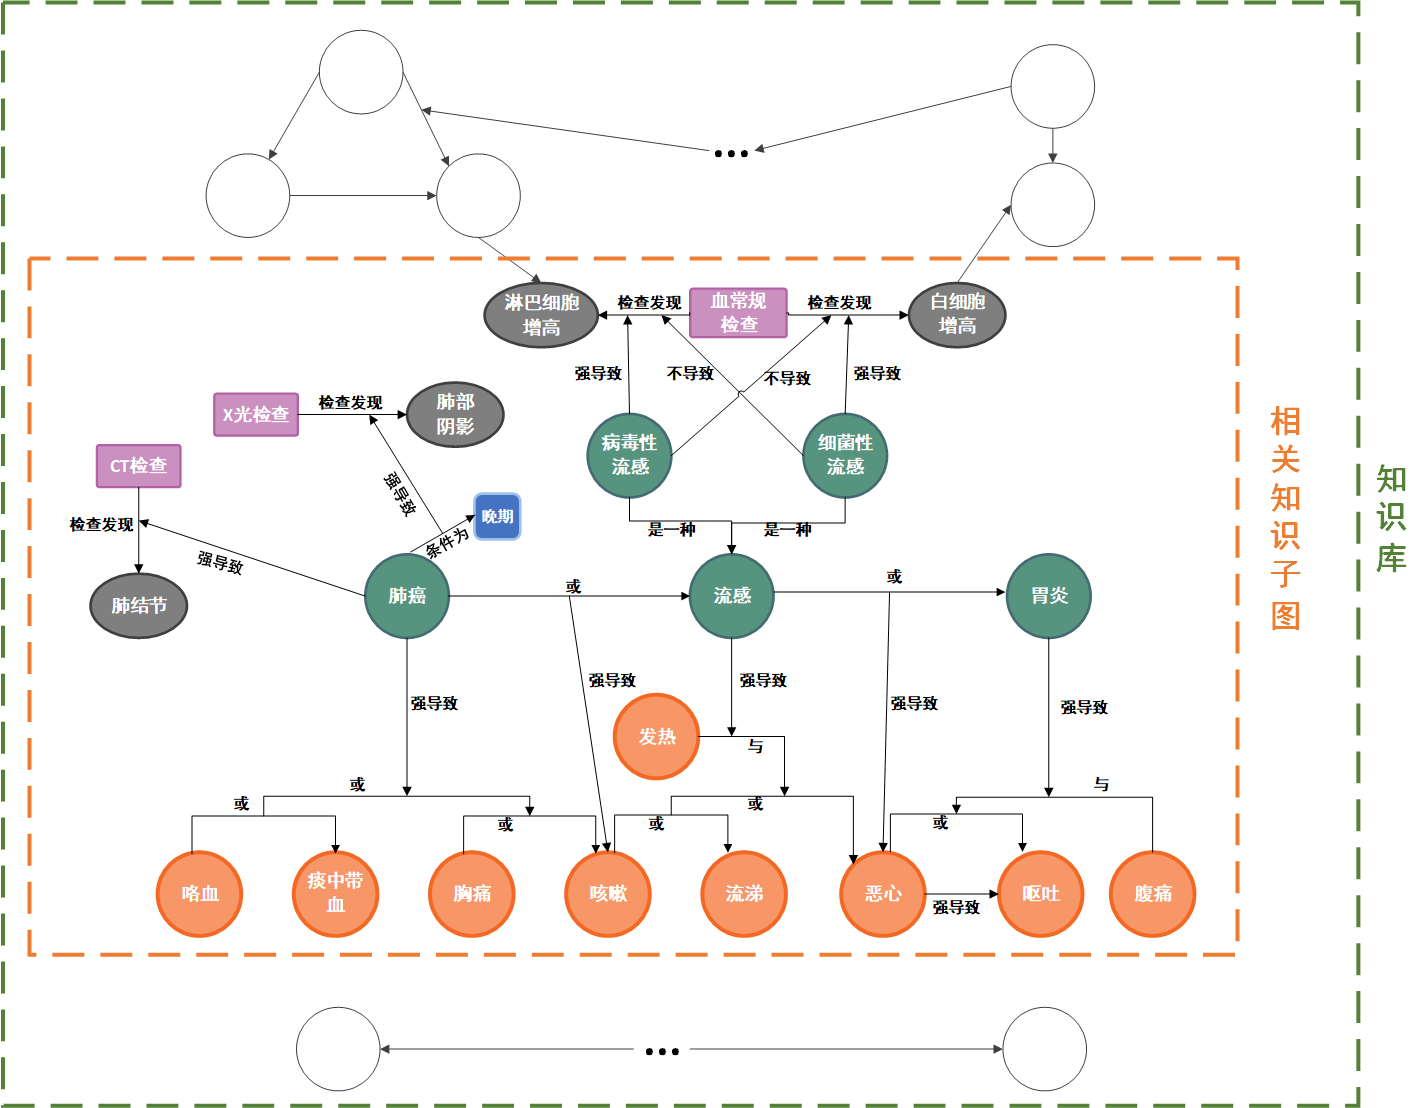 淋巴细胞
增高
检查发现
血常规
检查
检查发现
白细胞
增高
强导致
不导致
不导致
强导致
X光检查
检查发现
肺部
阴影
病毒性
流感
细菌性
流感
CT检查
检查发现
强导致
强导致
条件为
晚期
是一种
是一种
肺结节
肺癌
或
流感
或
胃炎
强导致
强导致
强导致
强导致
强导致
发热
与
或
或
或
或
或
或
与
咯血
痰中带
血
胸痛
咳嗽
流涕
恶心
强导致
呕吐
腹痛
相
关
知
识
子
图
知
识
库